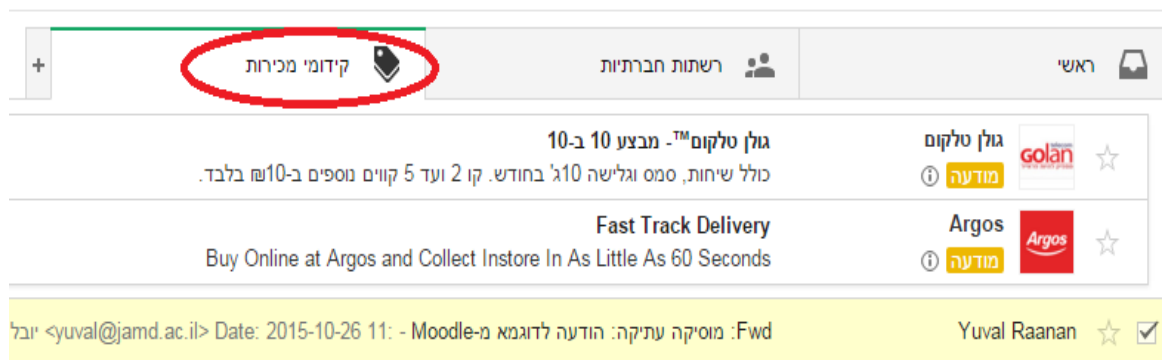 ראשי
רשתות חברתיות
קידומי מכירות
+
golan
גולן טלקום
גולן טלקום™- מבצע 10 ב-10
מודעה
כולל שיחות, סמס וגלישה 10ג' בחודש. קו 2 ועד 5 קווים נוספים ב-10₪ בלבד.
Argos
Argos
Fast Track Delivery
מודעה
Buy Online at Argos and Collect Instore In As Little As 60 Seconds
Yuval Raanan
Fwd: מוסיקה עתיקה: הודעה לדוגמא מ-Moodle - יובל <yuval@jamd.ac.il> Date: 2015-10-26 11: